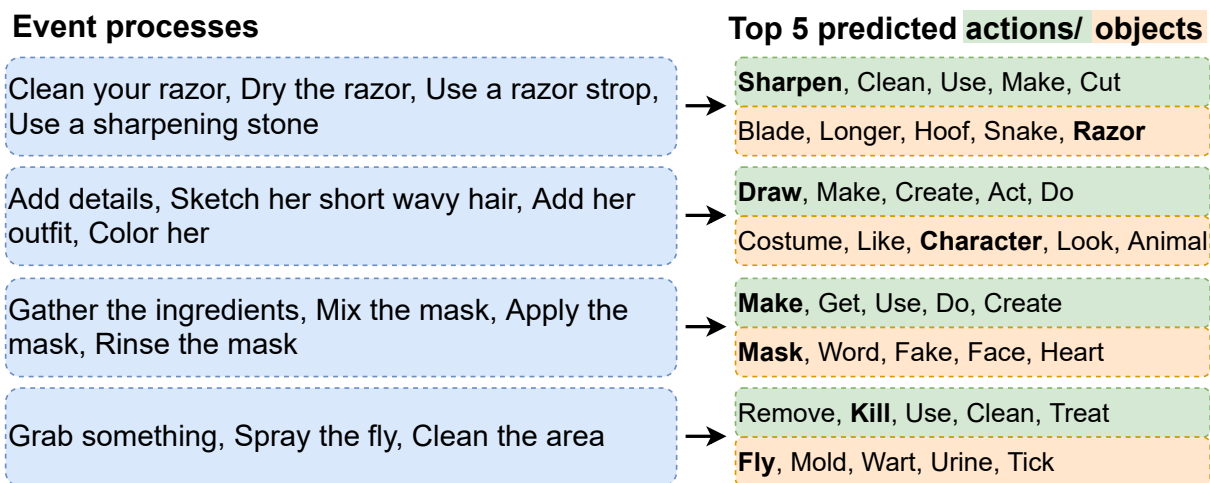 Event processes
Top 5 predicted actions/ objects
Clean your razor, Dry the razor, Use a razor strop,
Use a sharpening stone
Sharpen, Clean, Use, Make, Cut
Blade, Longer, Hoof, Snake, Razor
Add details, Sketch her short wavy hair, Add her
outfit, Color her
Draw, Make, Create, Act, Do
Costume, Like, Character, Look, Animal
Gather the ingredients, Mix the mask, Apply the
mask, Rinse the mask
Make, Get, Use, Do, Create
Mask, Word, Fake, Face, Heart
Grab something, Spray the fly, Clean the area
Remove, Kill, Use, Clean, Treat
Fly, Mold, Wart, Urine, Tick